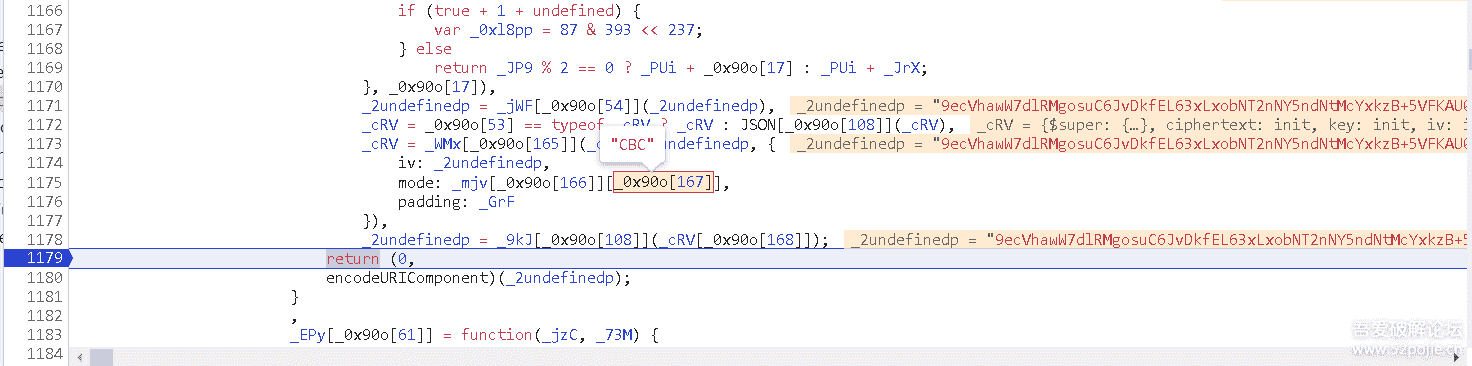 1166 if (true + 1 + undefined) {
1167 var _0xl8pp = 87 & 393 << 237;
1168 } else
1169 return _JP9 % 2 == 0 ? _PUi + _0x90o[17] : _PUi + _JrX;
1170 }, _0x90o[17]),
1171 _2undefinedp = _jWF[_0x90o[54]](_2undefinedp), _2undefinedp = "9ecVhawW7dlRMgosuC6JvDkfEL63xLxobNT2nNY5ndNtMcYxkzB+5VFKAU
1172 _cRV = _0x90o[53] == typeof _cRV ? _cRV : JSON[_0x90o[108]](_cRV), _cRV = {$super: {…}, ciphertext: init, key: init, iv: i
1173 _cRV = _WMx[_0x90o[165]](_c undefinedp, { _2undefinedp = "9ecVhawW7dlRMgosuC6JvDkfEL63xLxobNT2nNY5ndNtMcYxkzB+5VFKAU
"CBC"
1174 iv: _2undefinedp,
1175 mode: _mjv[_0x90o[166]][_0x90o[167]],
1176 padding: _GrF
1177 }),
1178 _2undefinedp = _9kJ[_0x90o[108]](_cRV[_0x90o[168]]); _2undefinedp = "9ecVhawW7dlRMgosuC6JvDkfEL63xLxobNT2nNY5ndNtMcYxkzB+5
1179 return (0,
1180 encodeURIComponent)(_2undefinedp);
1181 }
1182 ,
1183 _EPy[_0x90o[61]] = function(_jzC, _73M) {
1184
吾爱破解论坛
www.52pojie.cn